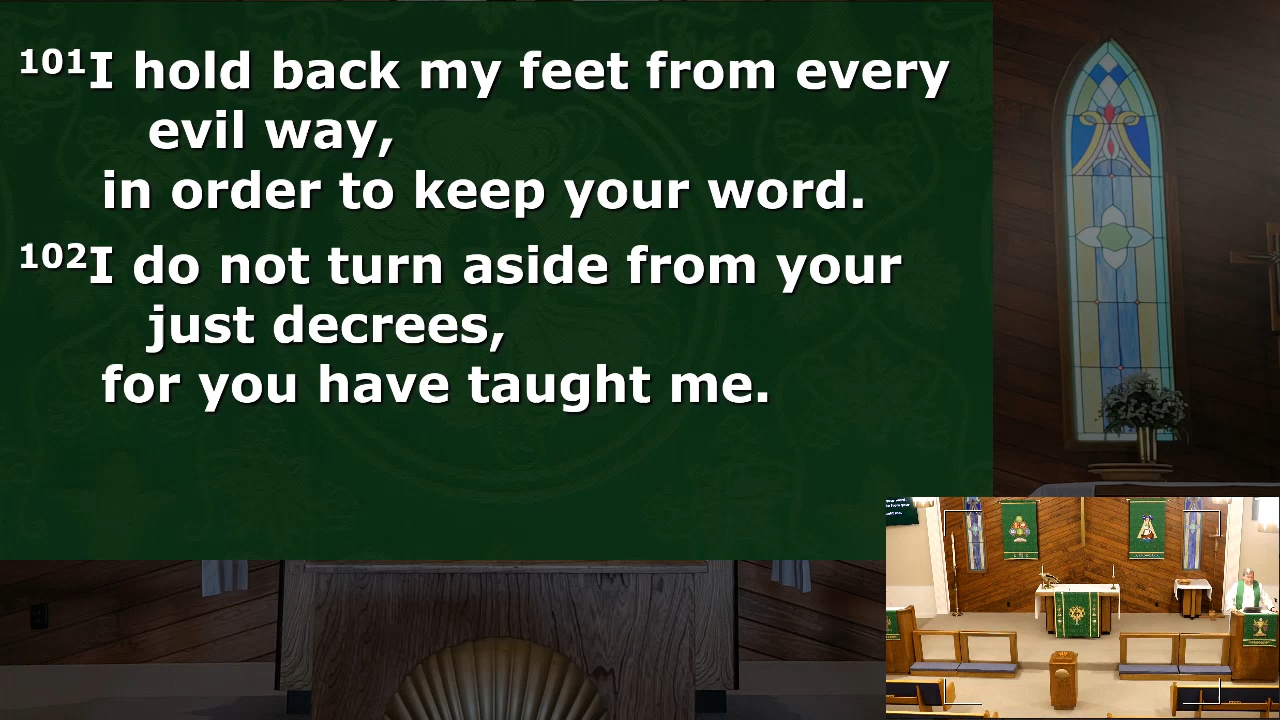 101I hold back my feet from every
evil way,
in order to keep your word.
102I do not turn aside from your
just decrees,
for you have taught me.